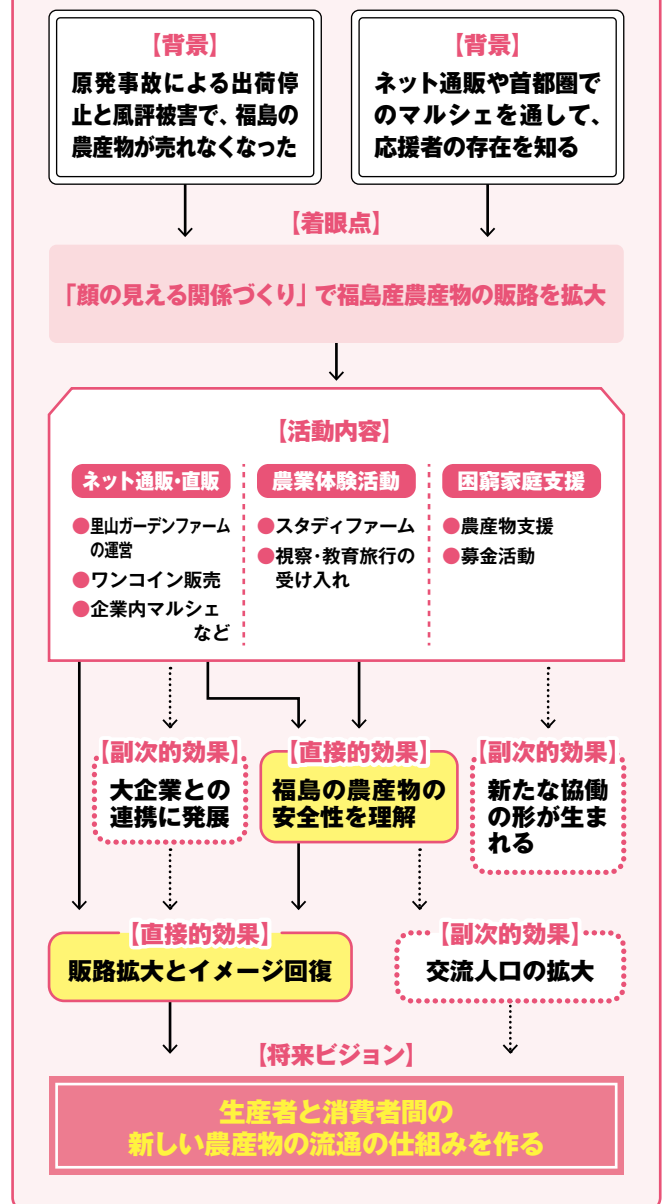 【背景】
原発事故による出荷停
止と風評被害で、福島の
農産物が売れなくなった
【背景】
ネット通販や首都圏で
のマルシェを通して、
応援者の存在を知る
【着眼点】
「顔の見える関係づくり」で福島産農産物の販路を拡大
【活動内容】
ネット通販・直販
●里山ガーデンファーム
の運営
●ワンコイン販売
●企業内マルシェ
など
農業体験活動
●スタディファーム
●視察・教育旅行の
受け入れ
困窮家庭支援
●農産物支援
●募金活動
【副次的効果】
大企業との
連携に発展
【直接的効果】
福島の農産物の
安全性を理解
【副次的効果】
新たな協働
の形が生ま
れる
【直接的効果】
販路拡大とイメージ回復
【副次的効果】
交流人口の拡大
【将来ビジョン】
生産者と消費者間の
新しい農産物の流通の仕組みを作る